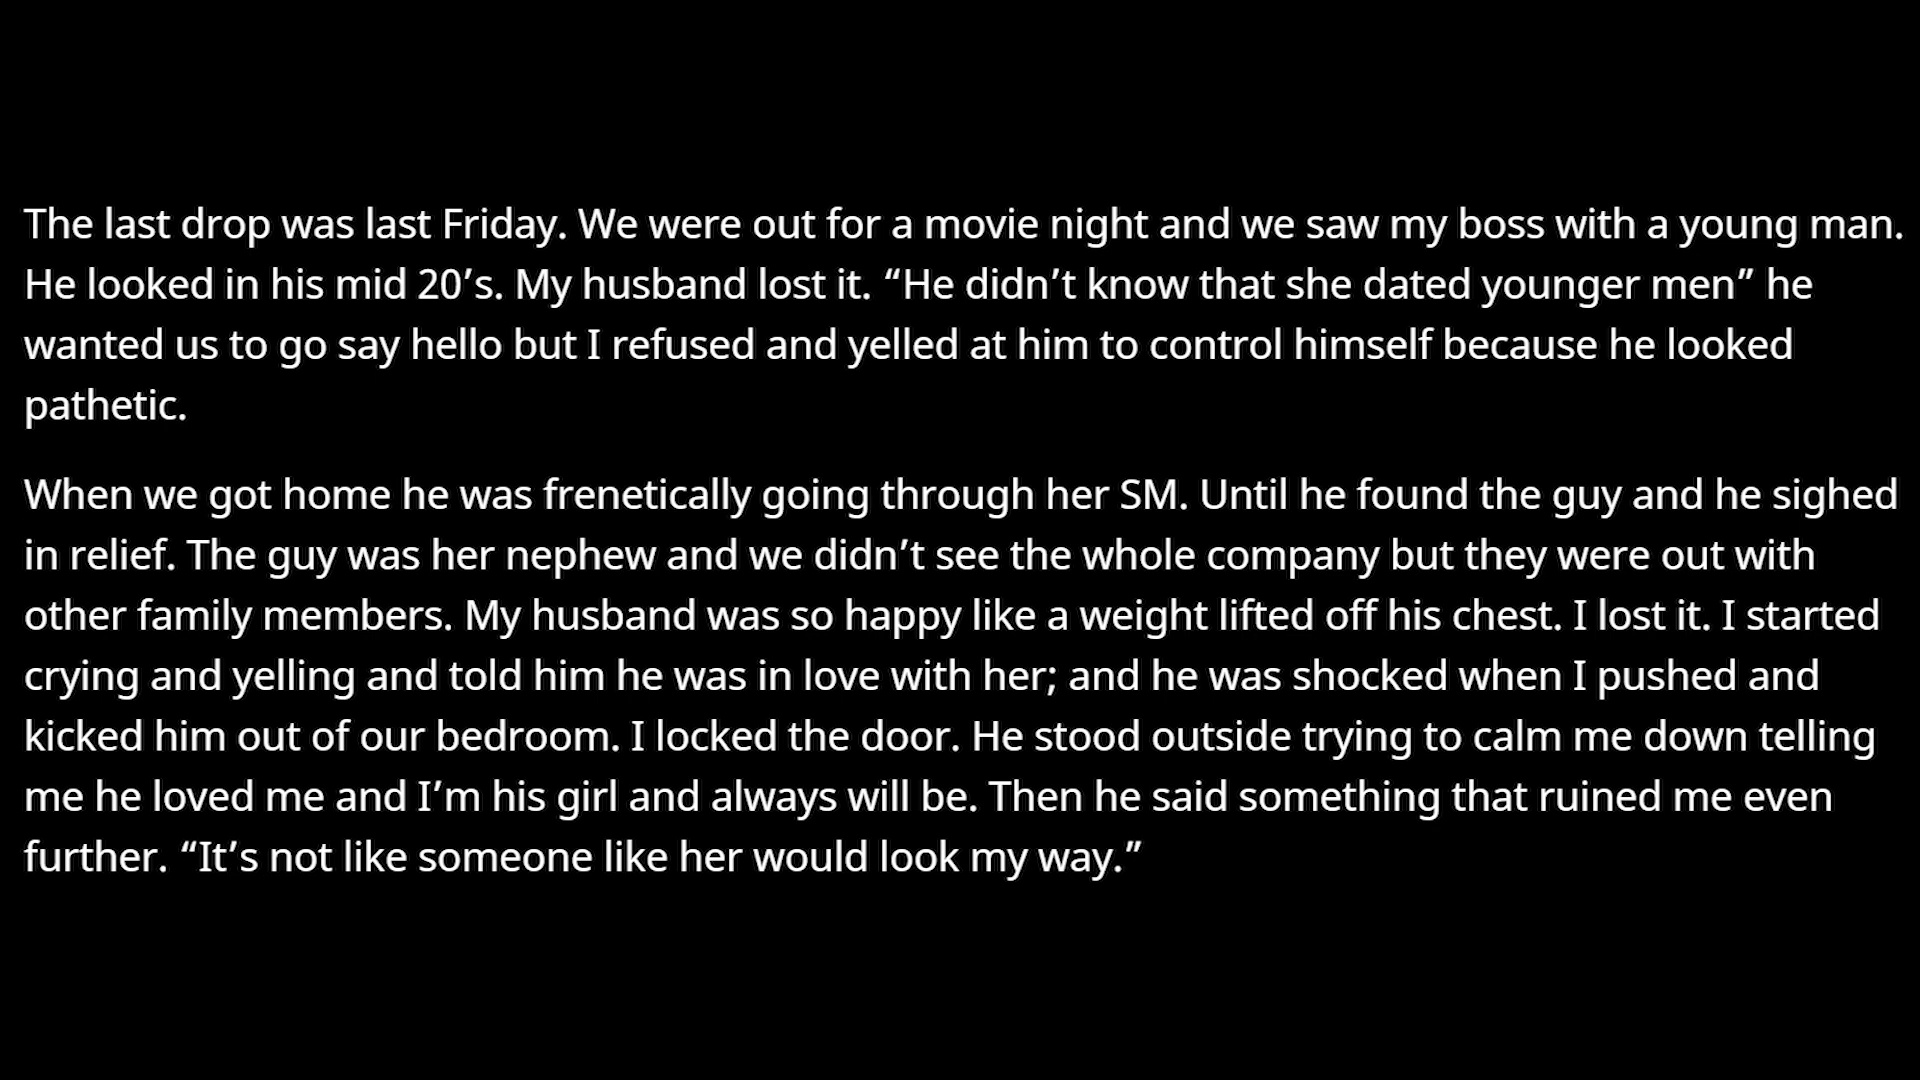 The last drop was last Friday. We were out for a movie night and we saw my boss with a young man.
He looked in his mid 20’s. My husband lost it. “He didn’t know that she dated younger men” he
wanted us to go say hello but I refused and yelled at him to control himself because he looked
pathetic.
When we got home he was frenetically going through her SM. Until he found the guy and he sighed
in relief. The guy was her nephew and we didn’t see the whole company but they were out with
other family members. My husband was so happy like a weight lifted off his chest. I lost it. I started
crying and yelling and told him he was in love with her; and he was shocked when I pushed and
kicked him out of our bedroom. I locked the door. He stood outside trying to calm me down telling
me he loved me and I’m his girl and always will be. Then he said something that ruined me even
further. “It’s not like someone like her would look my way.”